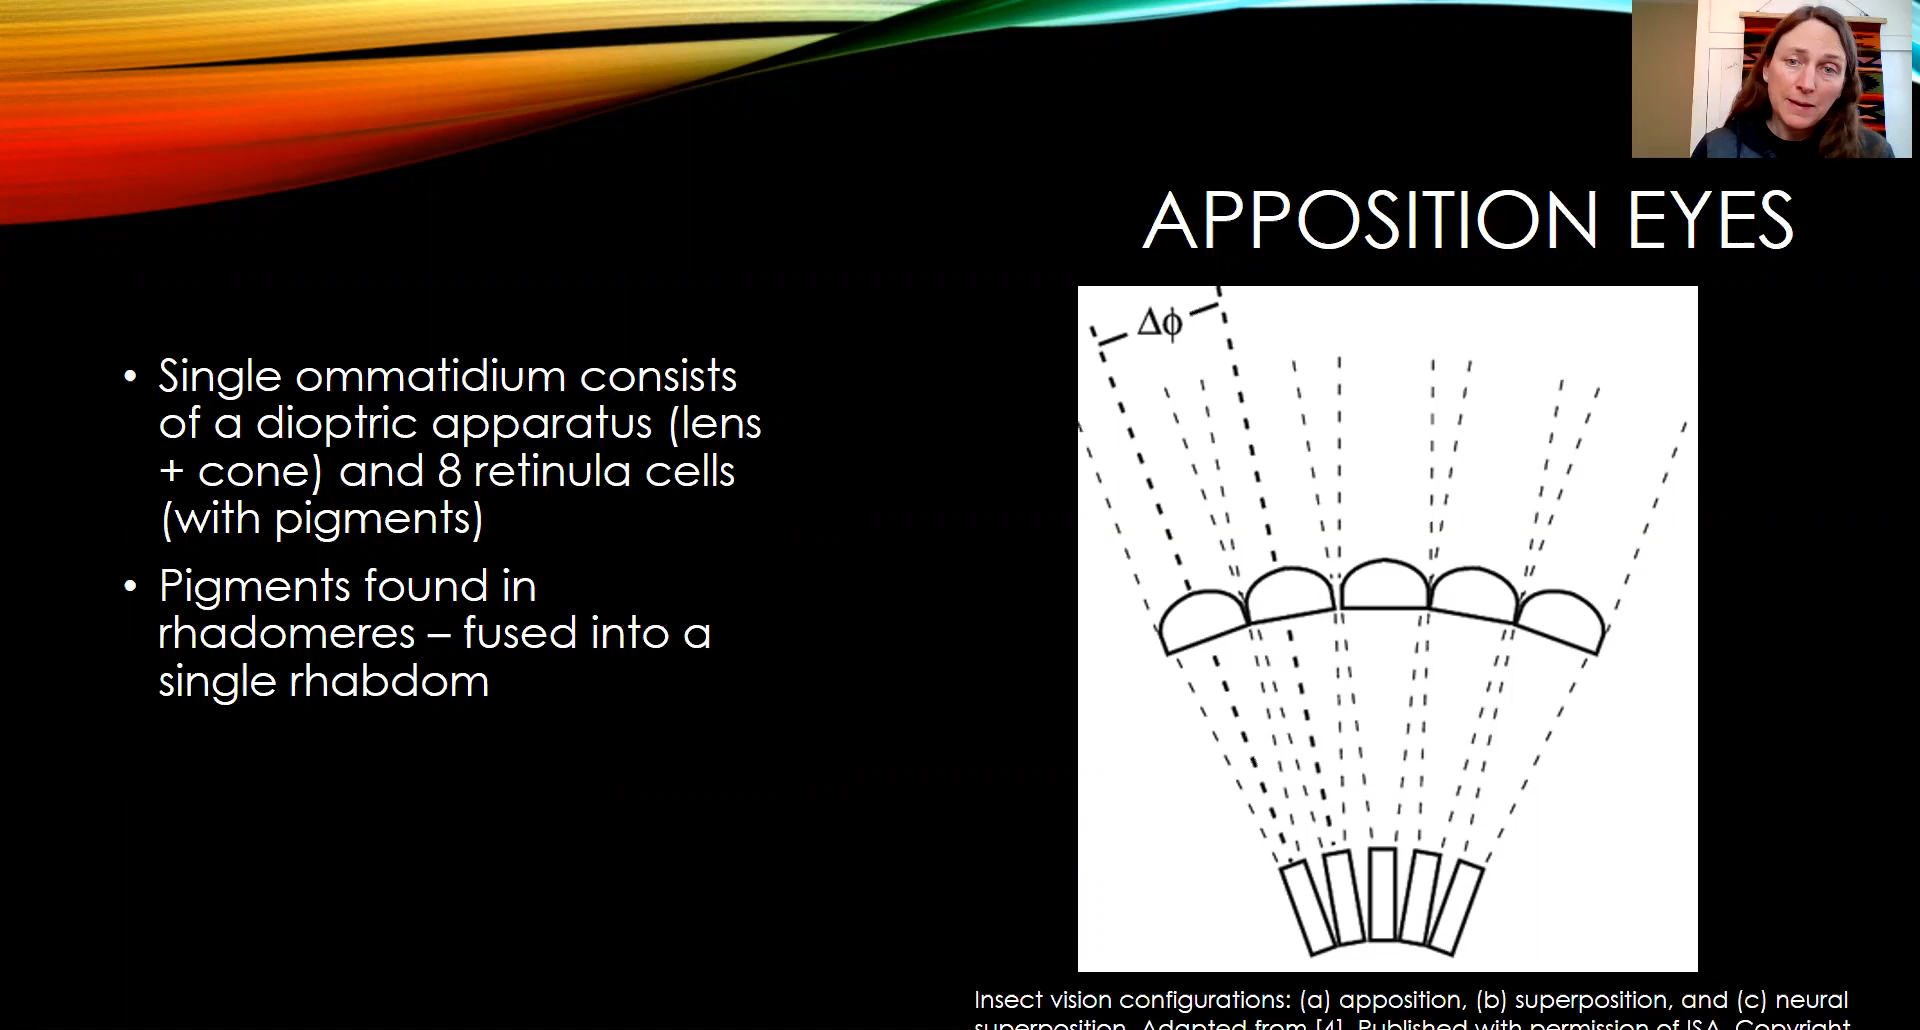 APPOSITION EYES
• Single ommatidium consists
of a dioptric apparatus (lens
+ cone) and 8 retinula cells
(with pigments)
• Pigments found in
rhadomeres – fused into a
single rhabdom
Δϕ
Insect vision configurations: (a) apposition, (b) superposition, and (c) neural
superposition. Adapted from [4]. Published with permission of ISA. Copyright